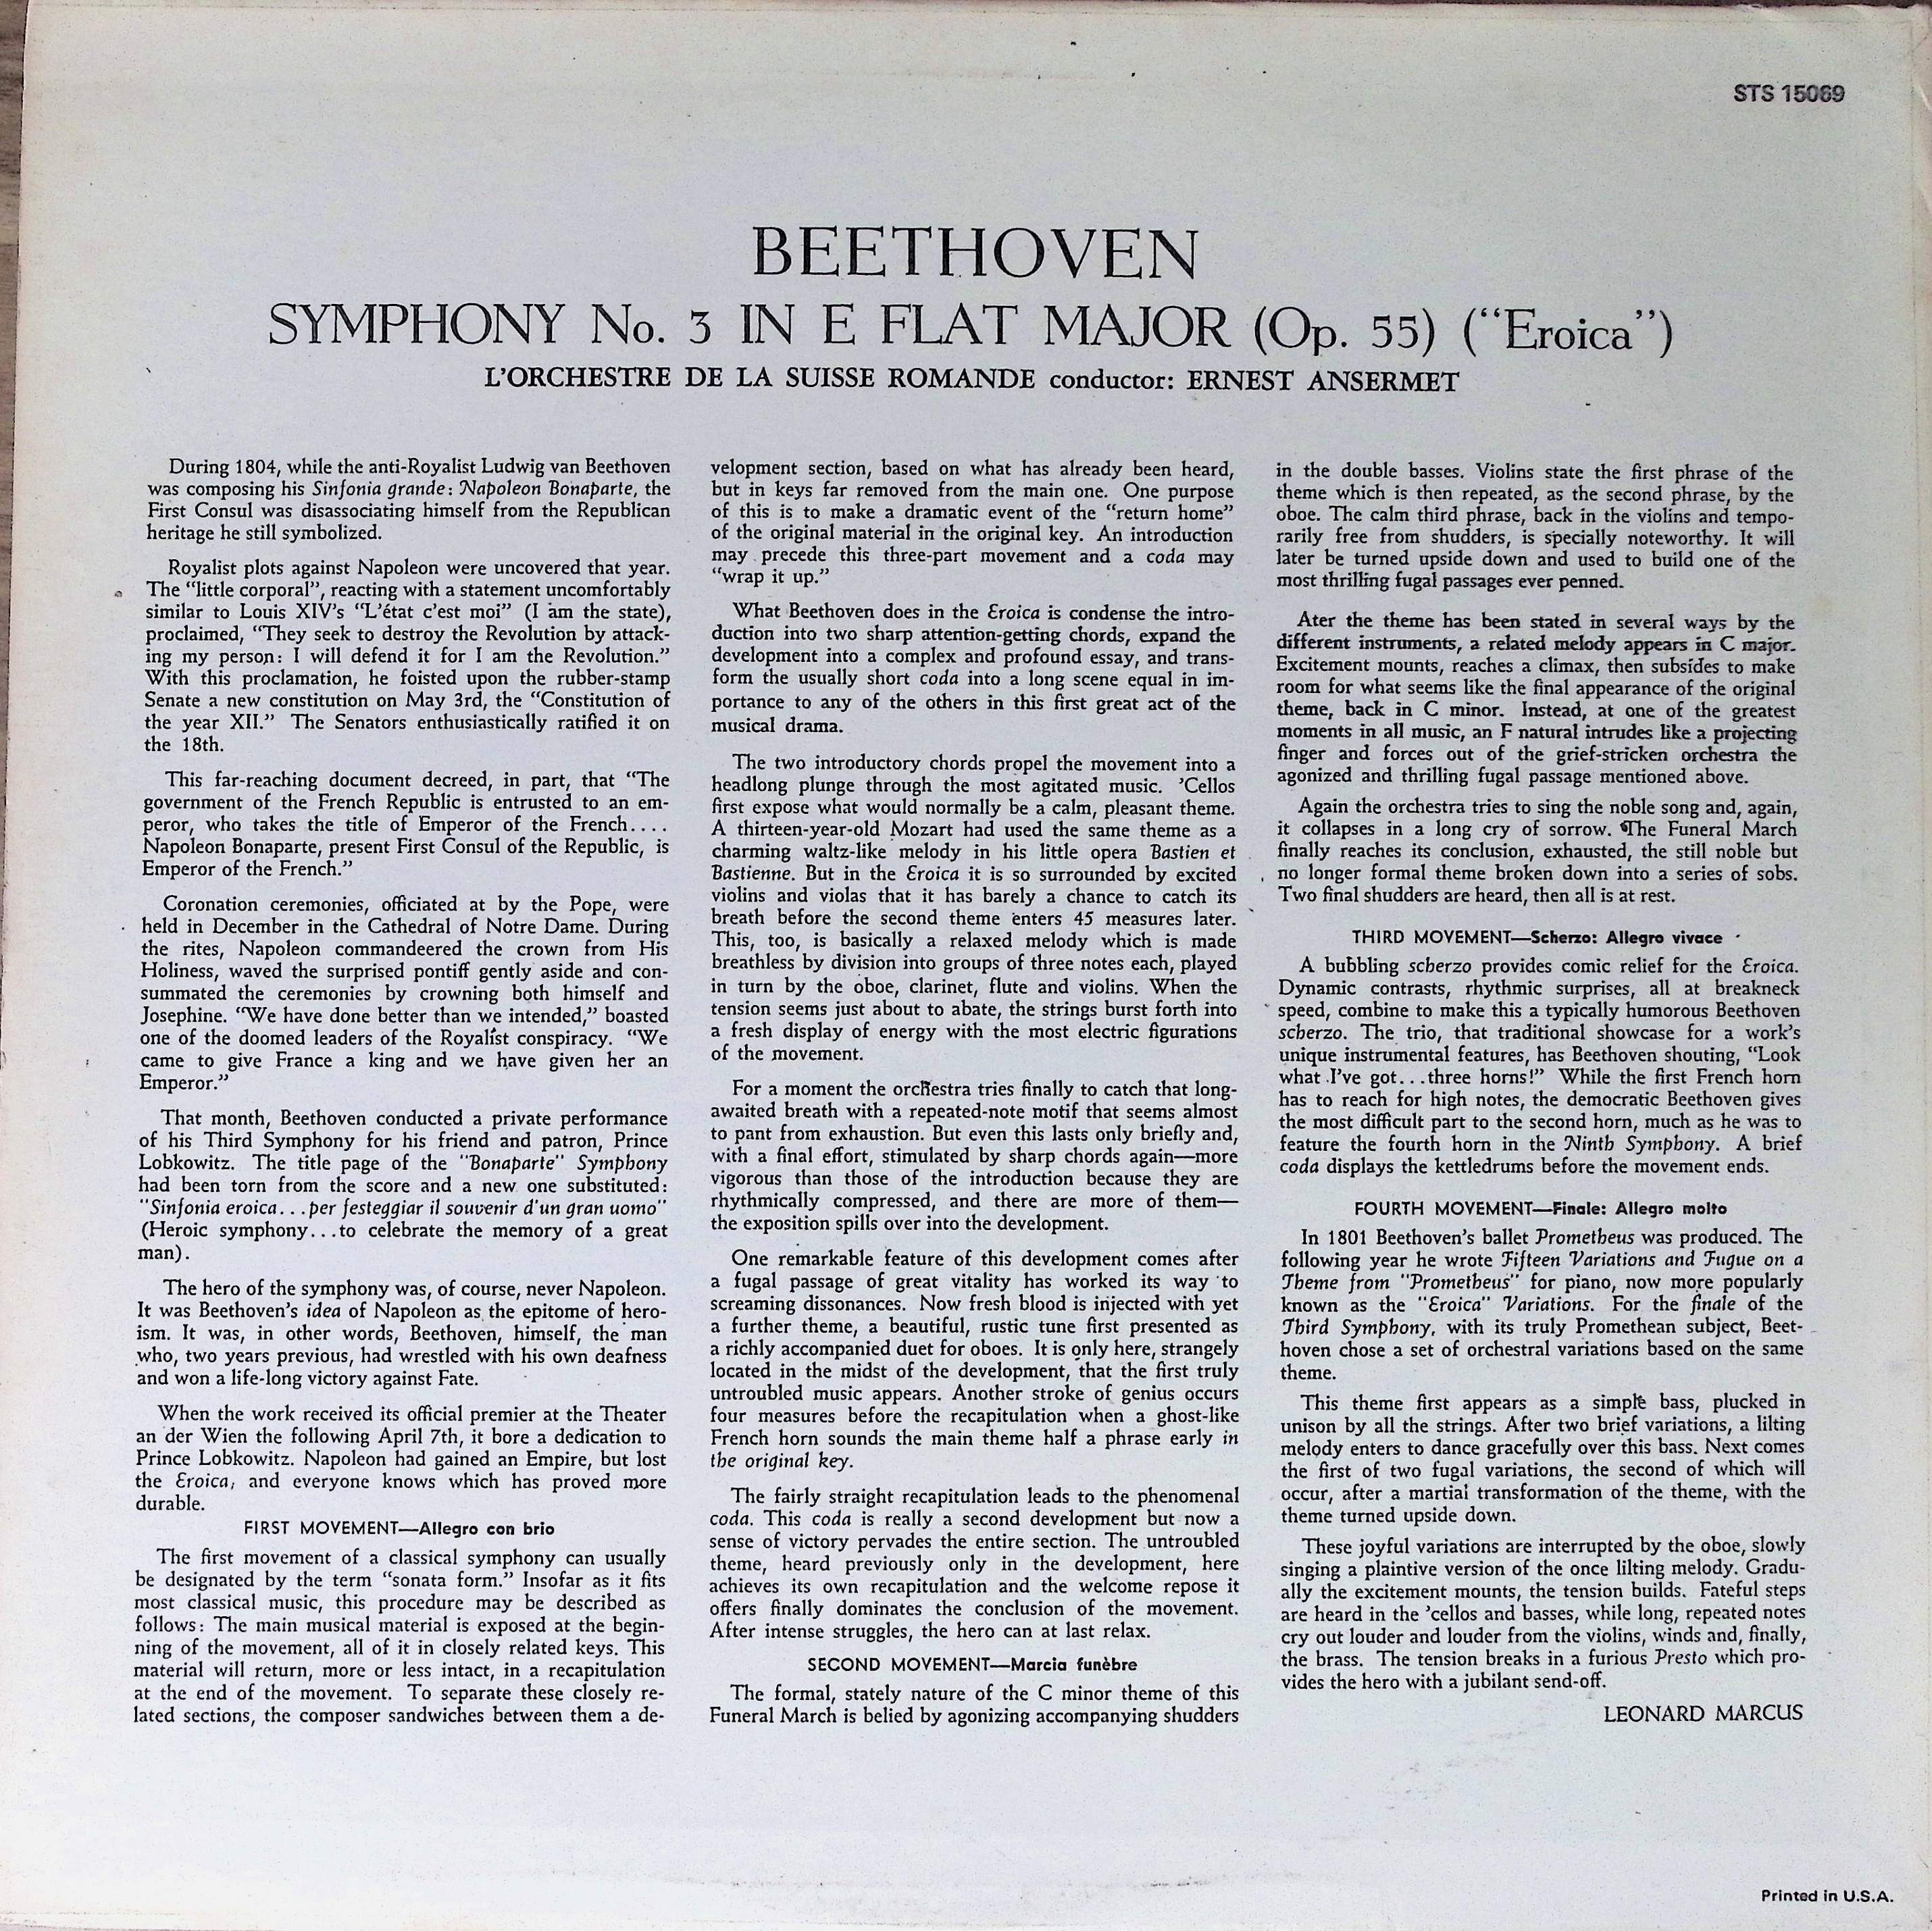 STS 15069
BEETHOVEN
SYMPHONY No. 3 IN E FLAT MAJOR (Op. 55) (“Eroica”)
L'ORCHESTRE DE LA SUISSE ROMANDE conductor: ERNEST ANSERMET
During 1804, while the anti-Royalist Ludwig van Beethoven
was composing his Sinfonia grande: Napoleon Bonaparte, the
First Consul was disassociating himself from the Republican
heritage he still symbolized.
Royalist plots against Napoleon were uncovered that year.
The “little corporal”, reacting with a statement uncomfortably
similar to Louis XIV's “L'état c'est moi” (I am the state),
proclaimed, “They seek to destroy the Revolution by attack-
ing my person: I will defend it for I am the Revolution.”
With this proclamation, he foisted upon the rubber-stamp
Senate a new constitution on May 3rd, the “Constitution of
the year XII.” The Senators enthusiastically ratified it on
the 18th.
This far-reaching document decreed, in part, that “The
government of the French Republic is entrusted to an em-
peror, who takes the title of Emperor of the French....
Napoleon Bonaparte, present First Consul of the Republic, is
Emperor of the French.”
Coronation ceremonies, officiated at by the Pope, were
held in December in the Cathedral of Notre Dame. During
the rites, Napoleon commandeered the crown from His
Holiness, waved the surprised pontiff gently aside and con-
summated the ceremonies by crowning both himself and
Josephine. “We have done better than we intended,” boasted
one of the doomed leaders of the Royalist conspiracy. “We
came to give France a king and we have given her an
Emperor.”
That month, Beethoven conducted a private performance
of his Third Symphony for his friend and patron, Prince
Lobkowitz. The title page of the "Bonaparte" Symphony
had been torn from the score and a new one substituted:
"Sinfonia eroica...per festeggiar il souvenir d'un gran uomo"
(Heroic symphony...to celebrate the memory of a great
man).
The hero of the symphony was, of course, never Napoleon.
It was Beethoven's idea of Napoleon as the epitome of hero-
ism. It was, in other words, Beethoven, himself, the man
who, two years previous, had wrestled with his own deafness
and won a life-long victory against Fate.
When the work received its official premier at the Theater
an der Wien the following April 7th, it bore a dedication to
Prince Lobkowitz. Napoleon had gained an Empire, but lost
the Eroica, and everyone knows which has proved more
durable.
FIRST MOVEMENT—Allegro con brio
The first movement of a classical symphony can usually
be designated by the term “sonata form.” Insofar as it fits
most classical music, this procedure may be described as
follows: The main musical material is exposed at the begin-
ning of the movement, all of it in closely related keys. This
material will return, more or less intact, in a recapitulation
at the end of the movement. To separate these closely re-
lated sections, the composer sandwiches between them a de-
velopment section, based on what has already been heard,
but in keys far removed from the main one. One purpose
of this is to make a dramatic event of the “return home”
of the original material in the original key. An introduction
may precede this three-part movement and a coda may
“wrap it up.”
What Beethoven does in the Eroica is condense the intro-
duction into two sharp attention-getting chords, expand the
development into a complex and profound essay, and trans-
form the usually short coda into a long scene equal in im-
portance to any of the others in this first great act of the
musical drama.
The two introductory chords propel the movement into a
headlong plunge through the most agitated music. 'Cellos
first expose what would normally be a calm, pleasant theme.
A thirteen-year-old Mozart had used the same theme as a
charming waltz-like melody in his little opera Bastien et
Bastienne. But in the Eroica it is so surrounded by excited
violins and violas that it has barely a chance to catch its
breath before the second theme enters 45 measures later.
This, too, is basically a relaxed melody which is made
breathless by division into groups of three notes each, played
in turn by the oboe, clarinet, flute and violins. When the
tension seems just about to abate, the strings burst forth into
a fresh display of energy with the most electric figurations
of the movement.
For a moment the orchestra tries finally to catch that long-
awaited breath with a repeated-note motif that seems almost
to pant from exhaustion. But even this lasts only briefly and,
with a final effort, stimulated by sharp chords again—more
vigorous than those of the introduction because they are
rhythmically compressed, and there are more of them—
the exposition spills over into the development.
One remarkable feature of this development comes after
a fugal passage of great vitality has worked its way to
screaming dissonances. Now fresh blood is injected with yet
a further theme, a beautiful, rustic tune first presented as
a richly accompanied duet for oboes. It is only here, strangely
located in the midst of the development, that the first truly
untroubled music appears. Another stroke of genius occurs
four measures before the recapitulation when a ghost-like
French horn sounds the main theme half a phrase early in
the original key.
The fairly straight recapitulation leads to the phenomenal
coda. This coda is really a second development but now a
sense of victory pervades the entire section. The untroubled
theme, heard previously only in the development, here
achieves its own recapitulation and the welcome repose it
offers finally dominates the conclusion of the movement.
After intense struggles, the hero can at last relax.
SECOND MOVEMENT—Marcia funèbre
The formal, stately nature of the C minor theme of this
Funeral March is belied by agonizing accompanying shudders
in the double basses. Violins state the first phrase of the
theme which is then repeated, as the second phrase, by the
oboe. The calm third phrase, back in the violins and tempo-
rarily free from shudders, is specially noteworthy. It will
later be turned upside down and used to build one of the
most thrilling fugal passages ever penned.
Ater the theme has been stated in several ways by the
different instruments, a related melody appears in C major.
Excitement mounts, reaches a climax, then subsides to make
room for what seems like the final appearance of the original
theme, back in C minor. Instead, at one of the greatest
moments in all music, an F natural intrudes like a projecting
finger and forces out of the grief-stricken orchestra the
agonized and thrilling fugal passage mentioned above.
Again the orchestra tries to sing the noble song and, again,
it collapses in a long cry of sorrow. The Funeral March
finally reaches its conclusion, exhausted, the still noble but
no longer formal theme broken down into a series of sobs.
Two final shudders are heard, then all is at rest.
THIRD MOVEMENT—Scherzo: Allegro vivace
A bubbling scherzo provides comic relief for the Eroica.
Dynamic contrasts, rhythmic surprises, all at breakneck
speed, combine to make this a typically humorous Beethoven
scherzo. The trio, that traditional showcase for a work's
unique instrumental features, has Beethoven shouting, “Look
what I've got...three horns!” While the first French horn
has to reach for high notes, the democratic Beethoven gives
the most difficult part to the second horn, much as he was to
feature the fourth horn in the Ninth Symphony. A brief
coda displays the kettledrums before the movement ends.
FOURTH MOVEMENT—Finale: Allegro molto
In 1801 Beethoven's ballet Prometheus was produced. The
following year he wrote Fifteen Variations and Fugue on a
Theme from "Prometheus" for piano, now more popularly
known as the "Eroica" Variations. For the finale of the
Third Symphony, with its truly Promethean subject, Beet-
hoven chose a set of orchestral variations based on the same
theme.
This theme first appears as a simple bass, plucked in
unison by all the strings. After two brief variations, a lilting
melody enters to dance gracefully over this bass. Next comes
the first of two fugal variations, the second of which will
occur, after a martial transformation of the theme, with the
theme turned upside down.
These joyful variations are interrupted by the oboe, slowly
singing a plaintive version of the once lilting melody. Gradu-
ally the excitement mounts, the tension builds. Fateful steps
are heard in the 'cellos and basses, while long, repeated notes
cry out louder and louder from the violins, winds and, finally,
the brass. The tension breaks in a furious Presto which pro-
vides the hero with a jubilant send-off.
LEONARD MARCUS
Printed in U.S.A.